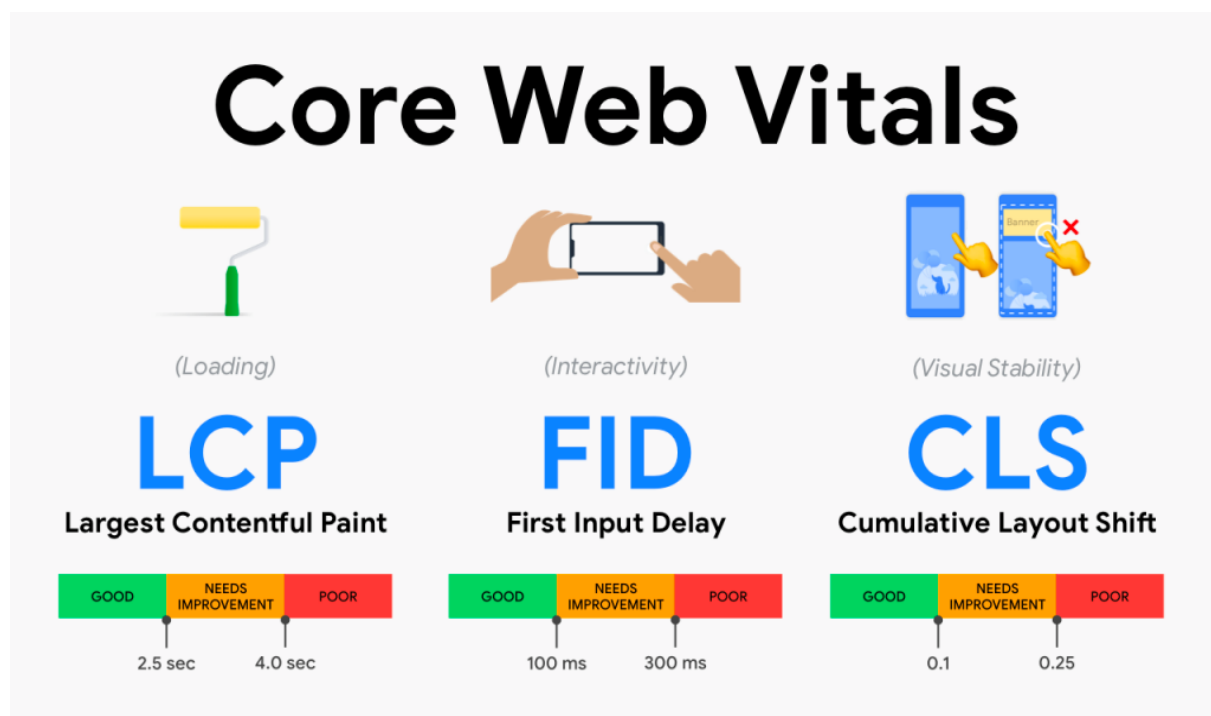 Core Web Vitals
Banner
(Loading)
(Interactivity)
(Visual Stability)
LCP
FID
CLS
Largest Contentful Paint
First Input Delay
Cumulative Layout Shift
GOOD
NEEDS
IMPROVEMENT
POOR
2.5 sec
4.0 sec
GOOD
NEEDS
IMPROVEMENT
POOR
100 ms
300 ms
GOOD
NEEDS
IMPROVEMENT
POOR
0.1
0.25